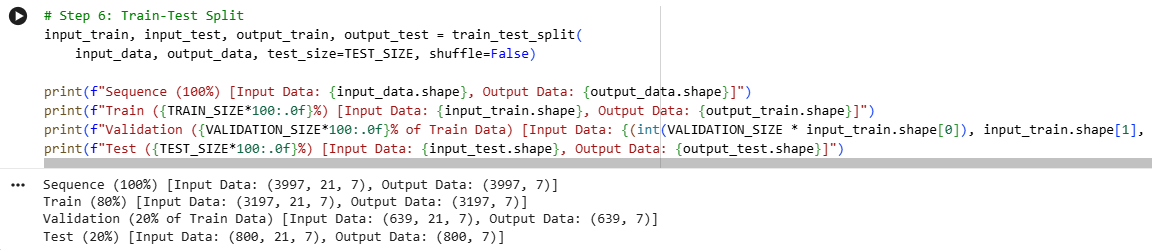 # Step 6: Train-Test Split
input_train, input_test, output_train, output_test = train_test_split(
    input_data, output_data, test_size=TEST_SIZE, shuffle=False)

print(f"Sequence (100%) [Input Data: {input_data.shape}, Output Data: {output_data.shape}]")
print(f"Train ({TRAIN_SIZE*100:.0f}%) [Input Data: {input_train.shape}, Output Data: {output_train.shape}]")
print(f"Validation ({VALIDATION_SIZE*100:.0f}% of Train Data) [Input Data: {(int(VALIDATION_SIZE * input_train.shape[0]), input_train.shape[1],
print(f"Test ({TEST_SIZE*100:.0f}%) [Input Data: {input_test.shape}, Output Data: {output_test.shape}]")
Sequence (100%) [Input Data: (3997, 21, 7), Output Data: (3997, 7)]
Train (80%) [Input Data: (3197, 21, 7), Output Data: (3197, 7)]
Validation (20% of Train Data) [Input Data: (639, 21, 7), Output Data: (639, 7)]
Test (20%) [Input Data: (800, 21, 7), Output Data: (800, 7)]